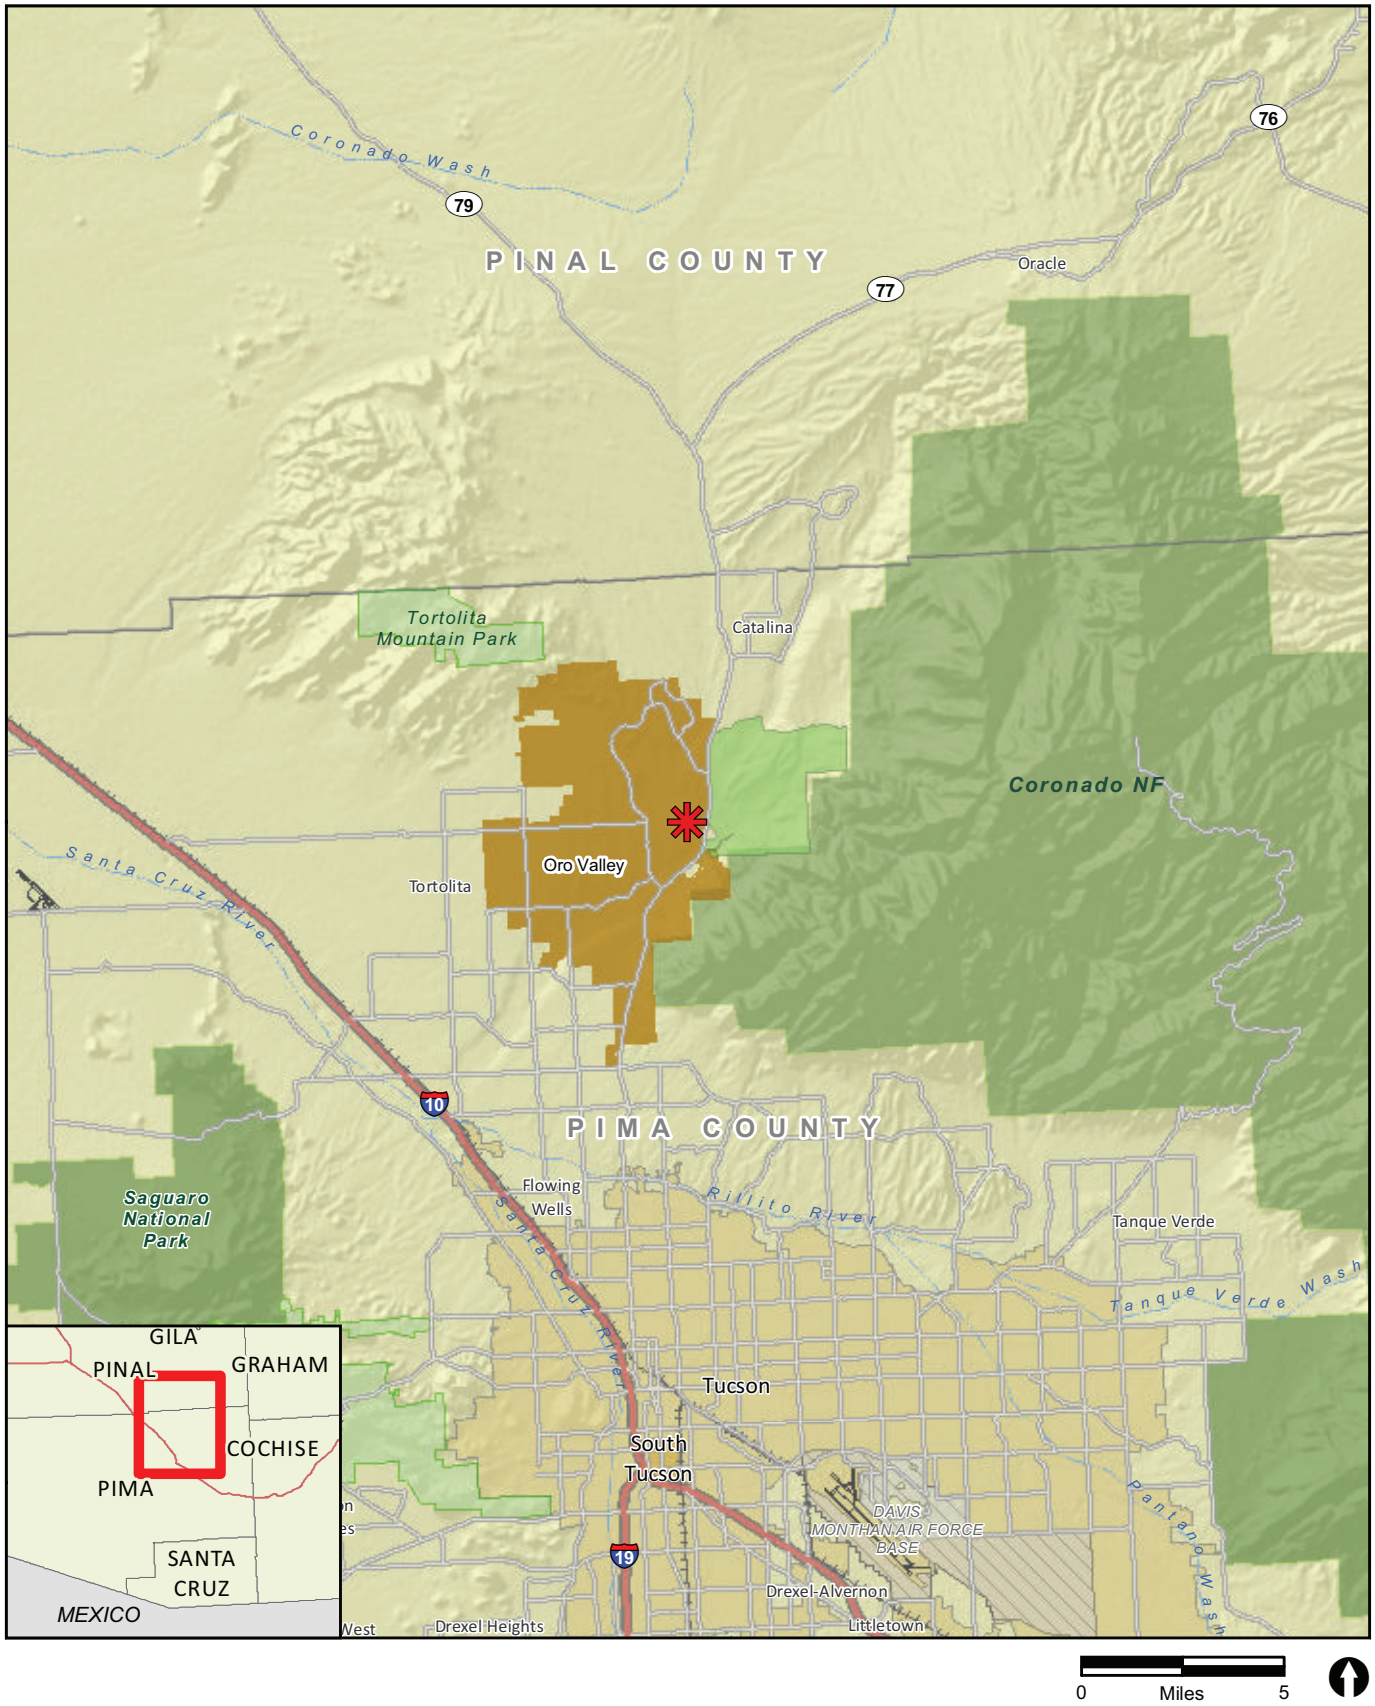 76
Coronado Wash
79
PINAL COUNTY
Oracle
77
Tortolita
Mountain Park
Catalina
Coronado NF
Santa Cruz River
Oro Valley
Tortolita
10
PIMA COUNTY
Flowing
Wells
Saguaro
National
Park
Rillito River
Tanque Verde
Santa Cruz River
Tanque Verde Wash
GILA
PINAL
GRAHAM
COCHISE
PIMA
SANTA
CRUZ
MEXICO
Tucson
South
Tucson
Pantano Wash
DAVIS
MONTHAN AIR FORCE
BASE
19
Drexel-Alvernon
West
Drexel Heights
Littletown
0 Miles 5